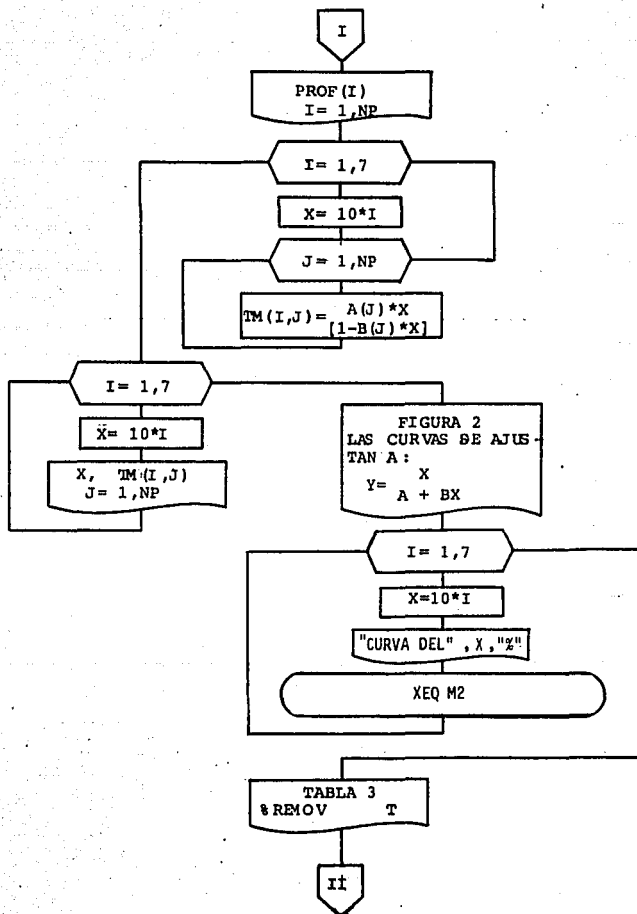 I
PROF(I)
I= 1,NP
I= 1,7
X= 10*I
J= 1,NP
TM(I,J)= A(J)*X
[1-B(J)*X]
I= 1,7
X= 10*I
X, TM(I,J)
J= 1,NP
FIGURA 2
LAS CURVAS SE AJUS-
TAN A:
Y= X
A + BX
I= 1,7
X=10*I
"CURVA DEL" , X ,"%"
XEQ M2
TABLA 3
%REMOV T
II